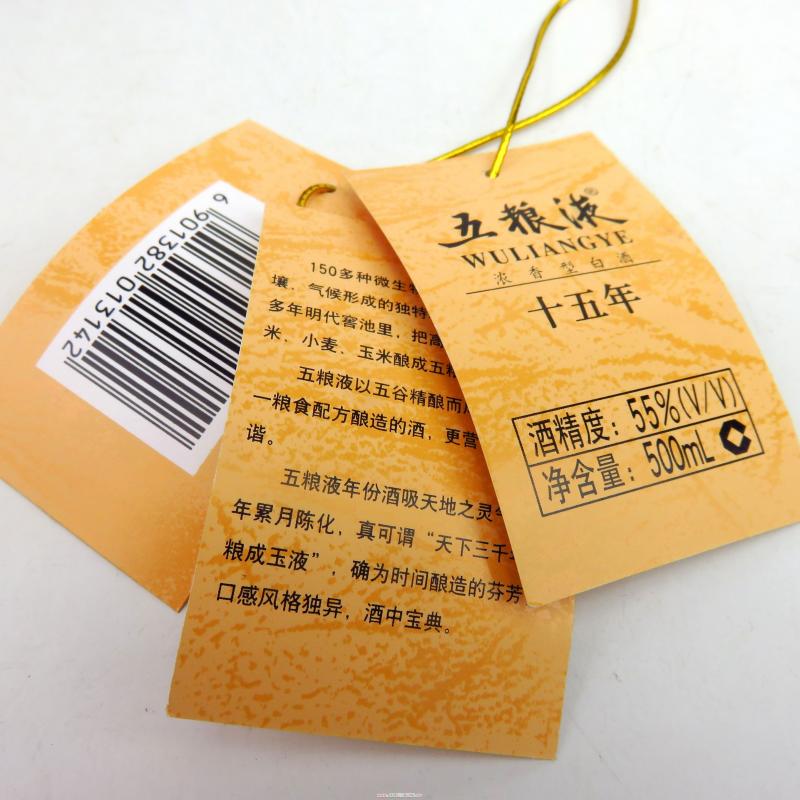 五粮液®
WULIANGYE
浓香型白酒
十五年
酒精度：55%(V/V)
净含量：500mL
150多种微生物
壤、气候形成的独特
多年明代窖池里，把高
米、小麦、玉米酿成五粮
五粮液以五谷精酿而
一粮食配方酿造的酒，更营
谐。
五粮液年份酒吸天地之灵
年累月陈化，真可谓“天下三千
粮成玉液”，确为时间酿造的芬芳
口感风格独异，酒中宝典。
6 901382 013142